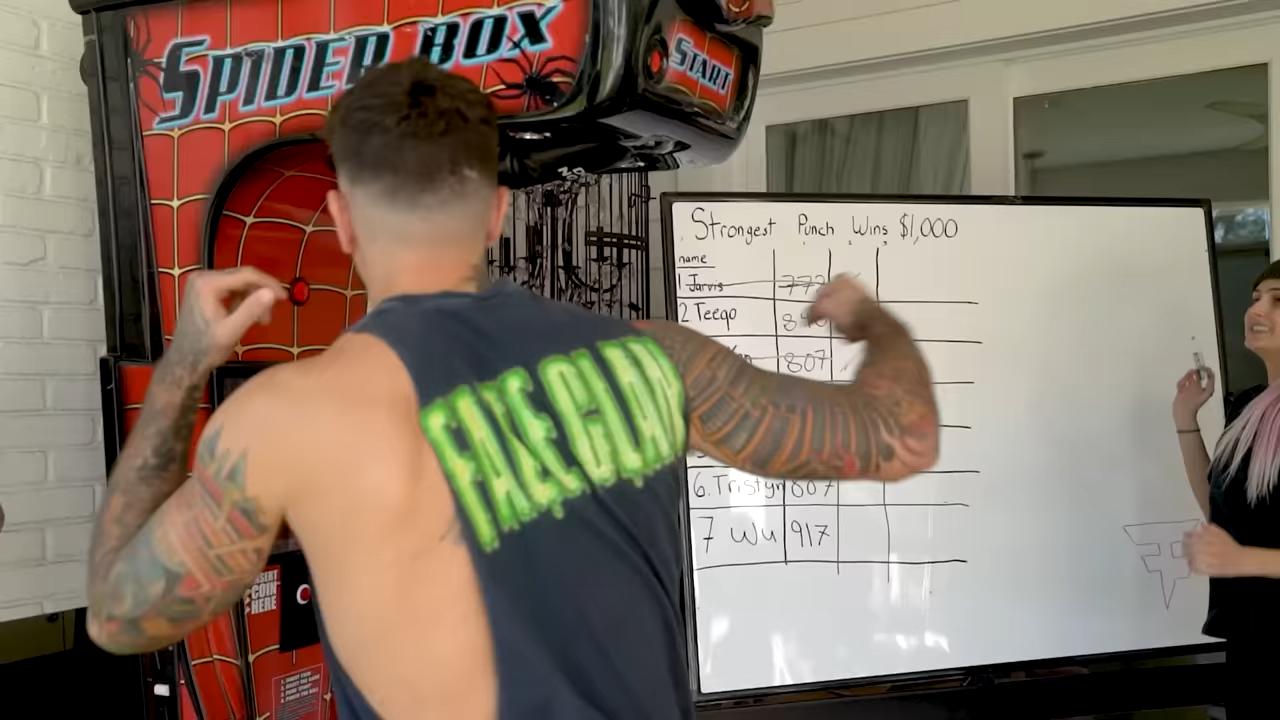 SPIDER BOX
START
Strongest Punch Wins $1,000
name
1 Jarvis 772
2 Teeqo
807
6. Tristyn 807
7 Wu 917
FAZE CLAN
INSERT
COIN
HERE